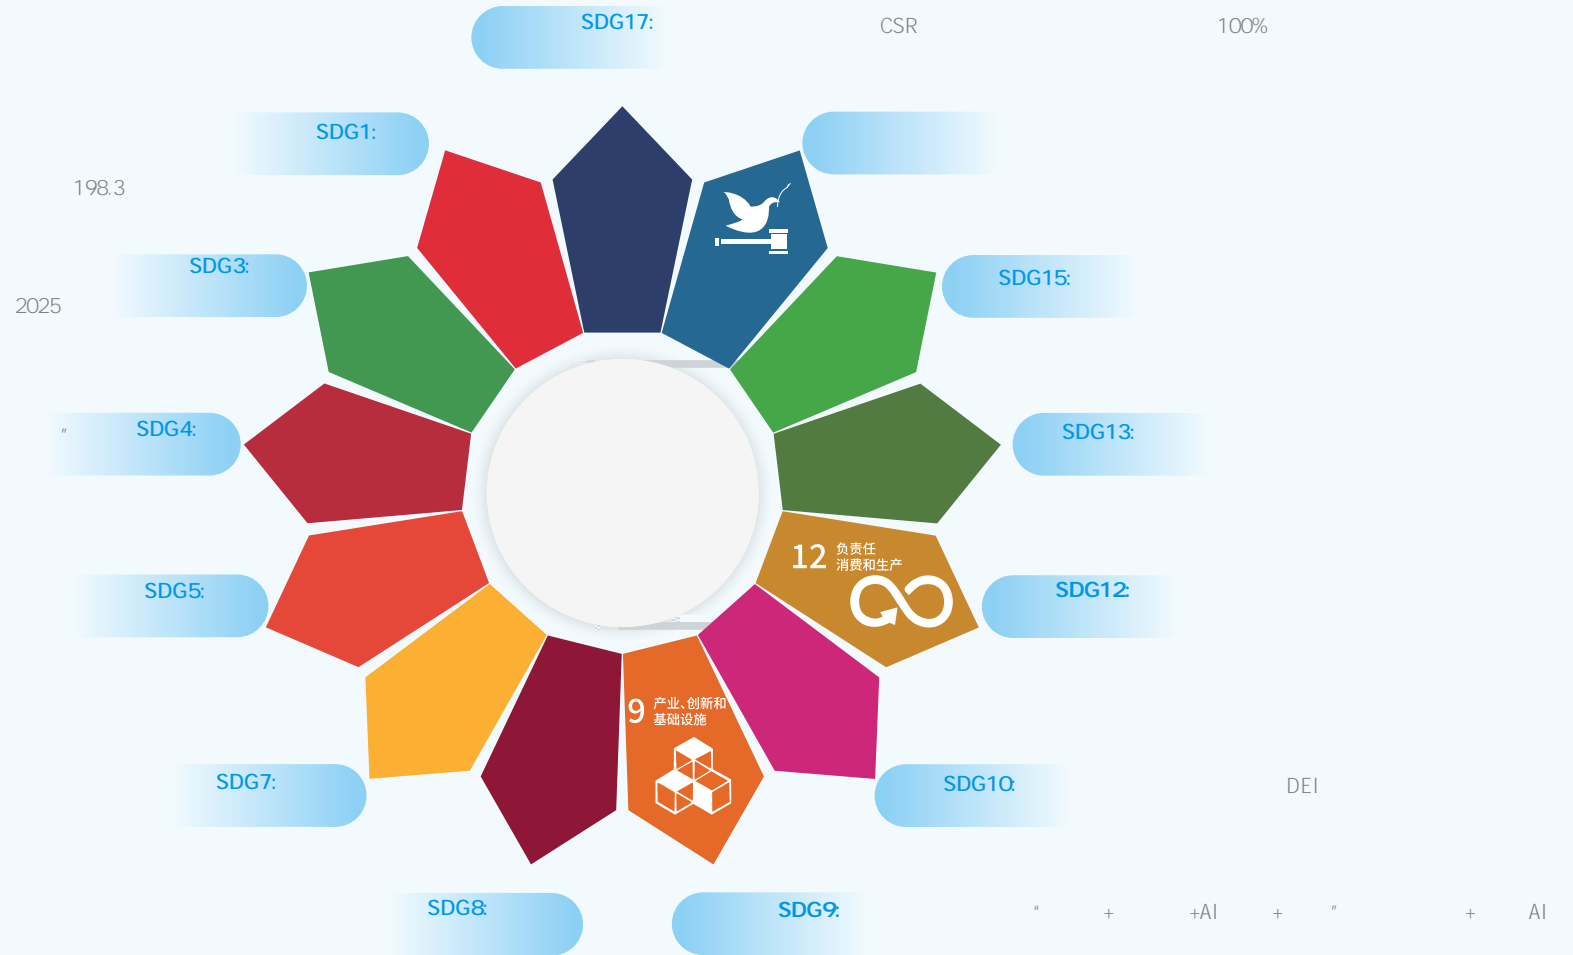 SDG17:
CSR
100%
SDG1:
198.3
SDG3:
SDG15:
2025
" SDG4:
SDG13:
12 负责任
消费和生产
SDG5:
SDG12:
9 产业、创新和
基础设施
SDG7:
SDG10:
DEI
SDG8:
SDG9:
“ + +AI + ” + AI